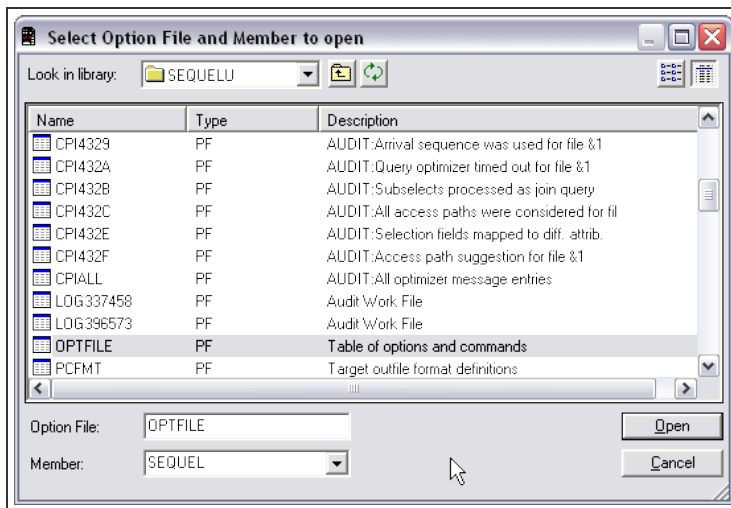 Select Option File and Member to open
Look in library: SEQUELU
Name Type Description
CPI4329 PF AUDIT:Arrival sequence was used for file &1
CPI432A PF AUDIT:Query optimizer timed out for file &1
CPI432B PF AUDIT:Subselects processed as join query
CPI432C PF AUDIT:All access paths were considered for fil
CPI432E PF AUDIT:Selection fields mapped to diff. attrib.
CPI432F PF AUDIT:Access path suggestion for file &1
CPIALL PF AUDIT:All optimizer message entries
LOG337458 PF Audit Work File
LOG396573 PF Audit Work File
OPTFILE PF Table of options and commands
PCFMT PF Target outfile format definitions
Option File: OPTFILE Open
Member: SEQUEL Cancel